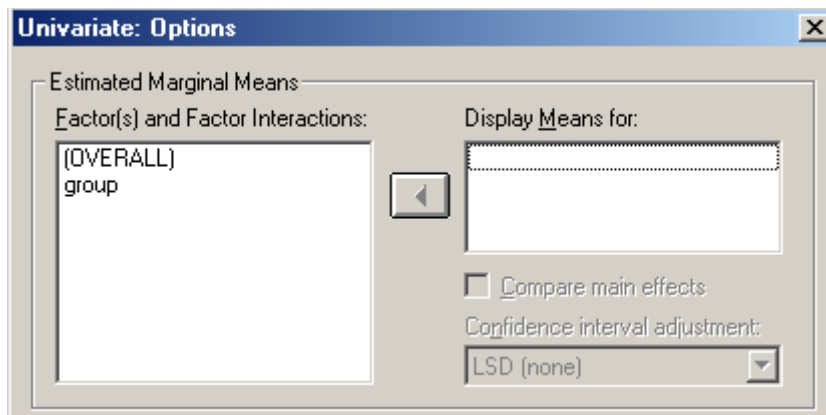 Univariate: Options
Estimated Marginal Means
Factor(s) and Factor Interactions:
(OVERALL)
group
Display Means for:
Compare main effects
Confidence interval adjustment:
LSD (none)